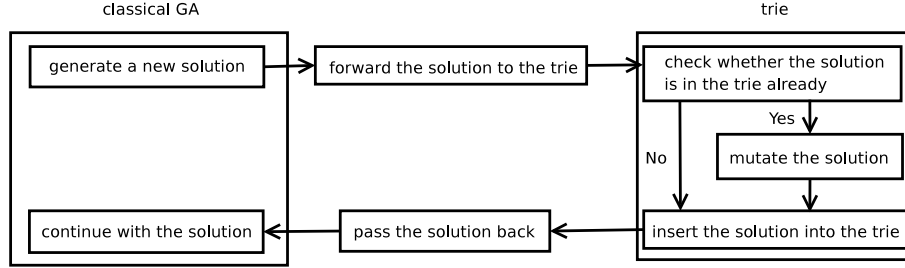 classical GA
trie
generate a new solution
forward the solution to the trie
check whether the solution
is in the trie already
Yes
No
mutate the solution
continue with the solution
pass the solution back
insert the solution into the trie